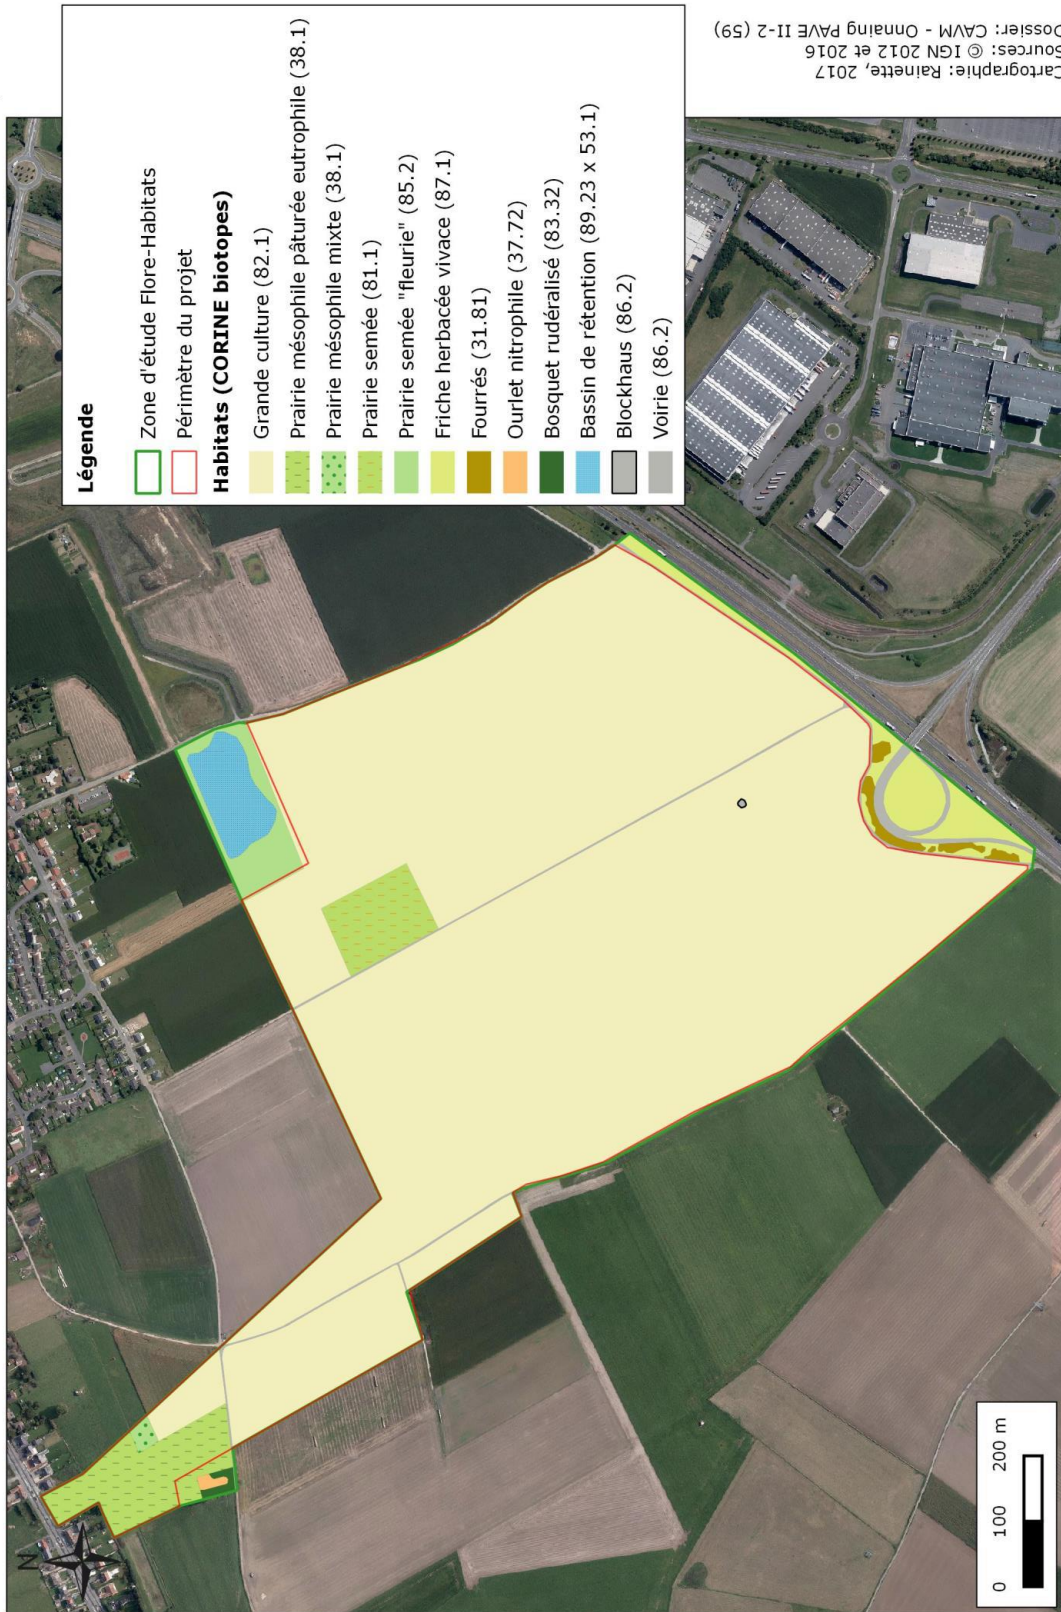 Légende
Zone d'étude Flore-Habitats
Périmètre du projet
Habitats (CORINE biotopes)
Grande culture (82.1)
Prairie mésophile pâturée eutrophile (38.1)
Prairie mésophile mixte (38.1)
Prairie semée (81.1)
Prairie semée "fleurie" (85.2)
Friche herbacée vivace (87.1)
Fourrés (31.81)
Ourlet nitrophile (37.72)
Bosquet rudéralisé (83.32)
Bassin de rétention (89.23 x 53.1)
Blockhaus (86.2)
Voirie (86.2)
N
0 100 200 m
Cartographie: Rainette, 2017
Sources: © IGN 2012 et 2016
Dossier: CAVM - Onnaing PAVE II-2 (59)